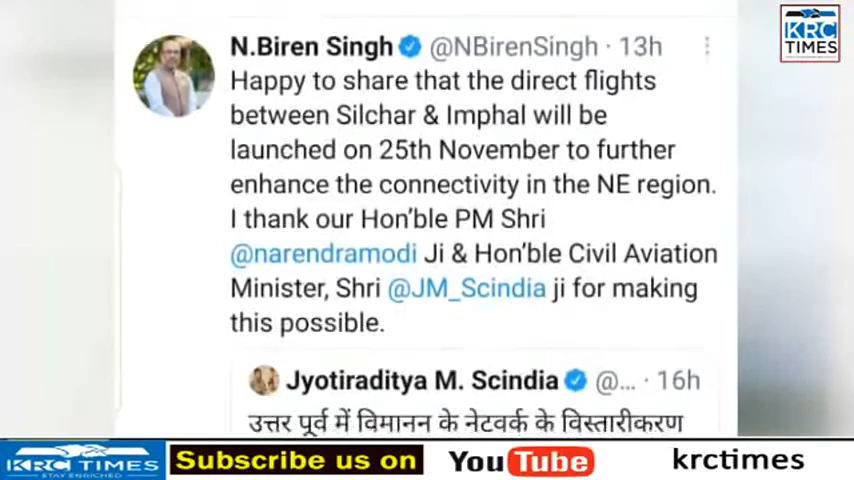 KRC
TIMES
N.Biren Singh @NBirenSingh · 13h
Happy to share that the direct flights
between Silchar & Imphal will be
launched on 25th November to further
enhance the connectivity in the NE region.
I thank our Hon'ble PM Shri
@narendramodi Ji & Hon'ble Civil Aviation
Minister, Shri @JM_Scindia ji for making
this possible.
Jyotiraditya M. Scindia @... · 16h
उत्तर पूर्व में विमानन के नेटवर्क के विस्तारीकरण
KRC TIMES
STAY ENRICHED
Subscribe us on
YouTube
krctimes